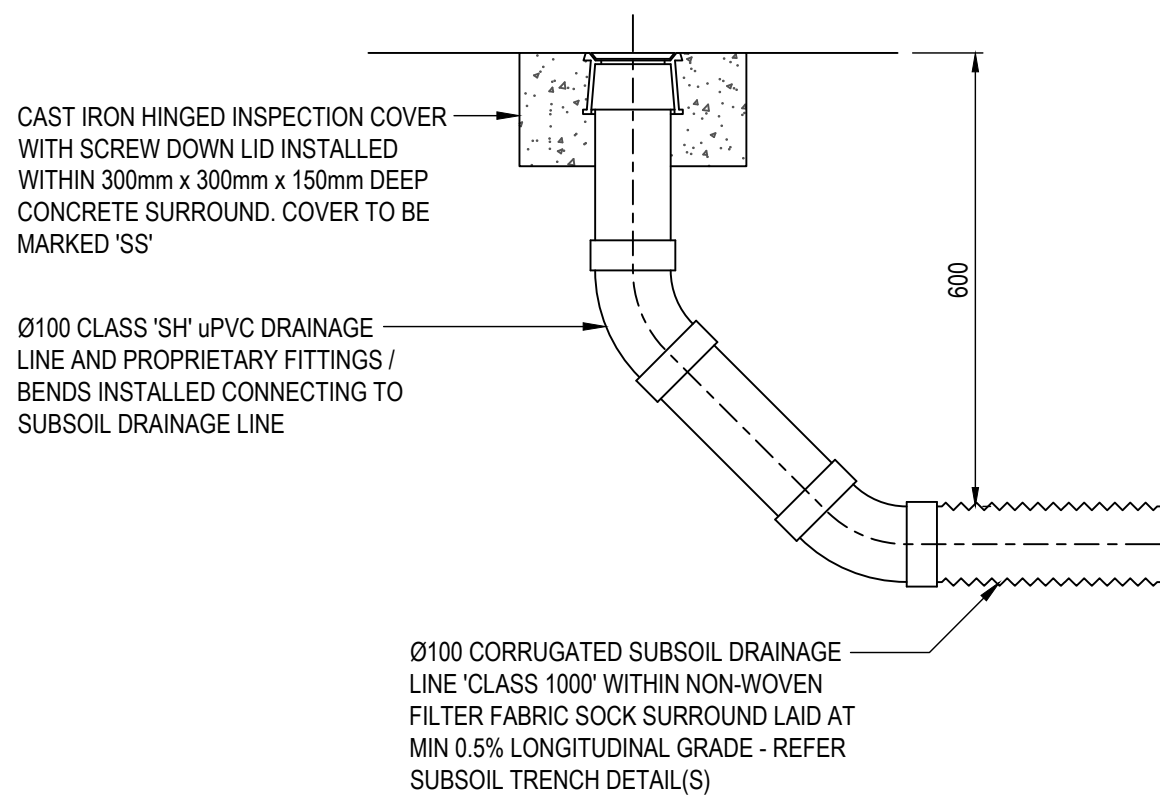 CAST IRON HINGED INSPECTION COVER
WITH SCREW DOWN LID INSTALLED
WITHIN 300mm x 300mm x 150mm DEEP
CONCRETE SURROUND. COVER TO BE
MARKED 'SS'
Ø100 CLASS 'SH' uPVC DRAINAGE
LINE AND PROPRIETARY FITTINGS /
BENDS INSTALLED CONNECTING TO
SUBSOIL DRAINAGE LINE
600
Ø100 CORRUGATED SUBSOIL DRAINAGE
LINE 'CLASS 1000' WITHIN NON-WOVEN
FILTER FABRIC SOCK SURROUND LAID AT
MIN 0.5% LONGITUDINAL GRADE - REFER
SUBSOIL TRENCH DETAIL(S)